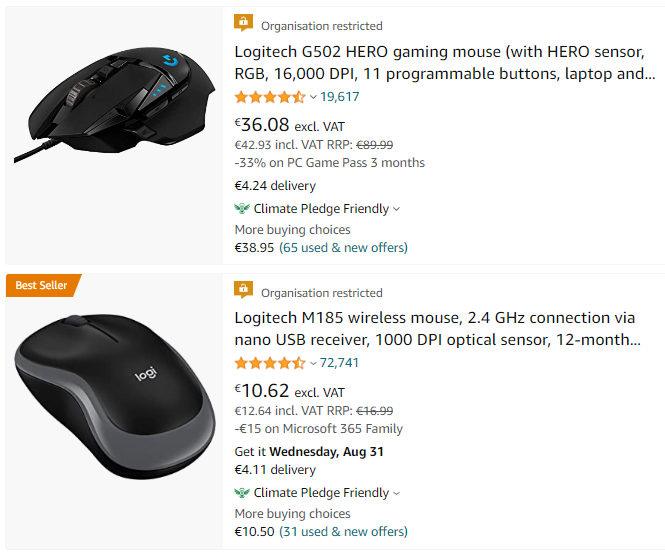 Organisation restricted
Logitech G502 HERO gaming mouse (with HERO sensor,
RGB, 16,000 DPI, 11 programmable buttons, laptop and...
19,617
€36.08 excl. VAT
€42.93 incl. VAT RRP: €89.99
-33% on PC Game Pass 3 months
€4.24 delivery
Climate Pledge Friendly
More buying choices
€38.95 (65 used & new offers)
Best Seller
logi
Organisation restricted
Logitech M185 wireless mouse, 2.4 GHz connection via
nano USB receiver, 1000 DPI optical sensor, 12-month...
72,741
€10.62 excl. VAT
€12.64 incl. VAT RRP: €16.99
-€15 on Microsoft 365 Family
Get it Wednesday, Aug 31
€4.11 delivery
Climate Pledge Friendly
More buying choices
€10.50 (31 used & new offers)